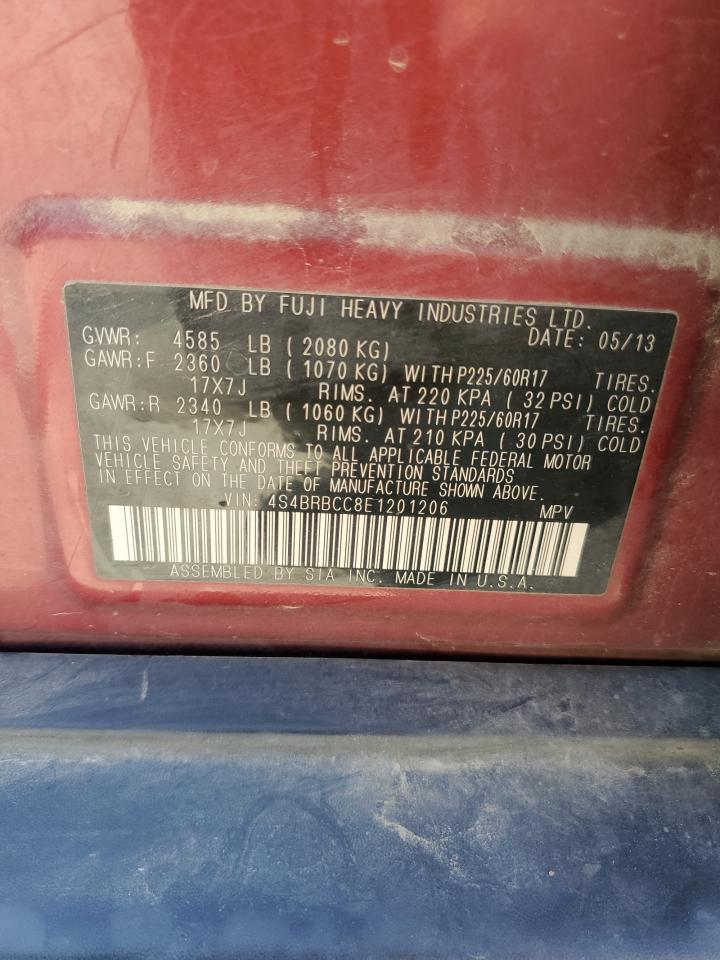 MFD BY FUJI HEAVY INDUSTRIES LTD.
DATE: 05/13
GVWR: 4585 LB ( 2080 KG)
GAWR:F 2360 LB ( 1070 KG) WITH P225/60R17 TIRES.
17X7J RIMS. AT 220 KPA ( 32 PSI) COLD
GAWR:R 2340 LB ( 1060 KG) WITH P225/60R17 TIRES.
17X7J RIMS. AT 210 KPA ( 30 PSI) COLD
THIS VEHICLE CONFORMS TO ALL APPLICABLE FEDERAL MOTOR
VEHICLE SAFETY AND THEFT PREVENTION STANDARDS
IN EFFECT ON THE DATE OF MANUFACTURE SHOWN ABOVE.
VIN: 4S4BRBCC8E1201206 MPV
ASSEMBLED BY SIA INC. MADE IN U.S.A.